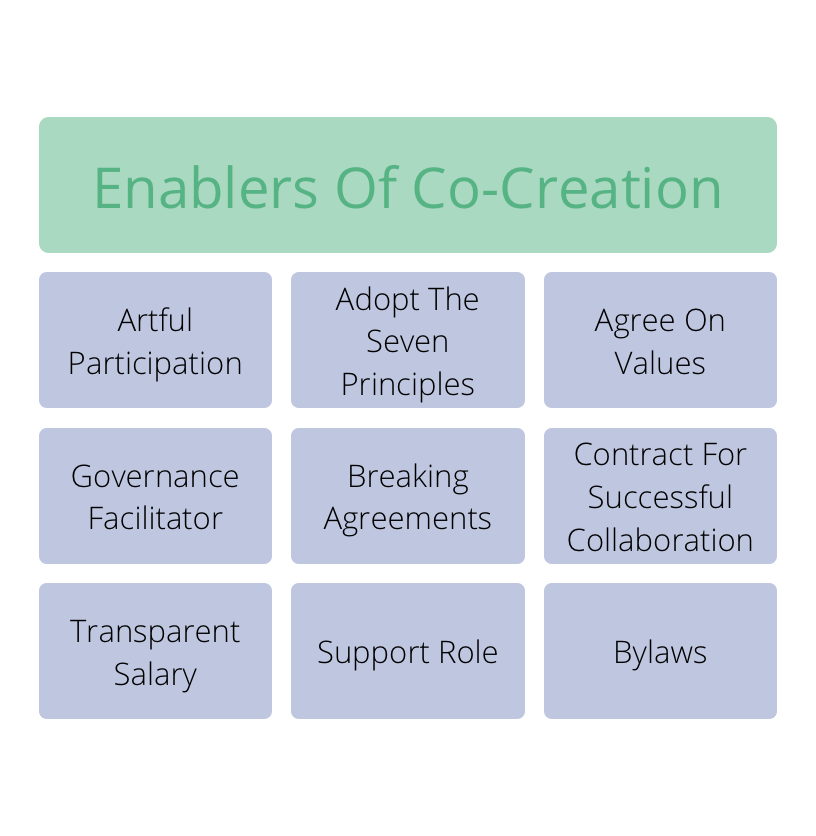 Enablers Of Co-Creation
Artful
Participation
Adopt The
Seven
Principles
Agree On
Values
Governance
Facilitator
Breaking
Agreements
Contract For
Successful
Collaboration
Transparent
Salary
Support Role
Bylaws